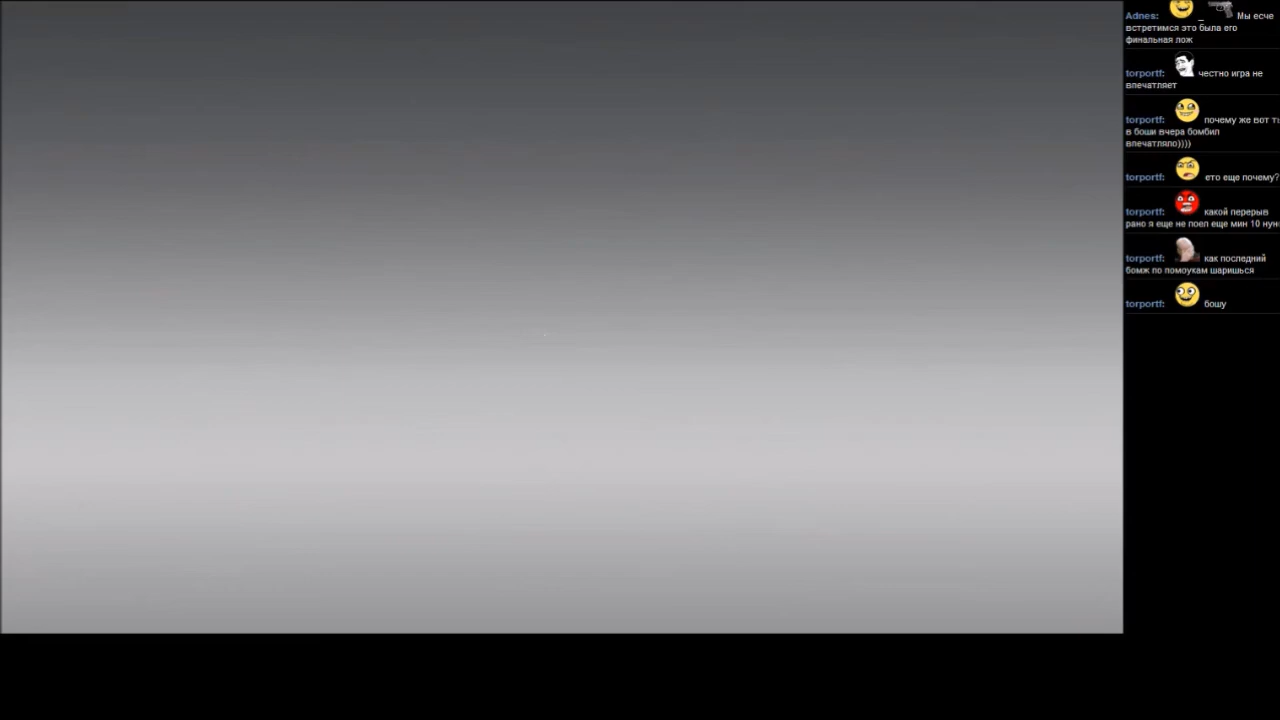 Adnes: _ Мы есче
встретимся это была его
финальная лож
torportf: честно игра не
впечатляет
torportf: почему же вот ты
в боши вчера бомбил
впечатляло))))
torportf: ето еще почему?
torportf: какой перерыв
рано я еще не поел еще мин 10 нун
torportf: как последний
бомж по помоукам шаришься
torportf: бошу